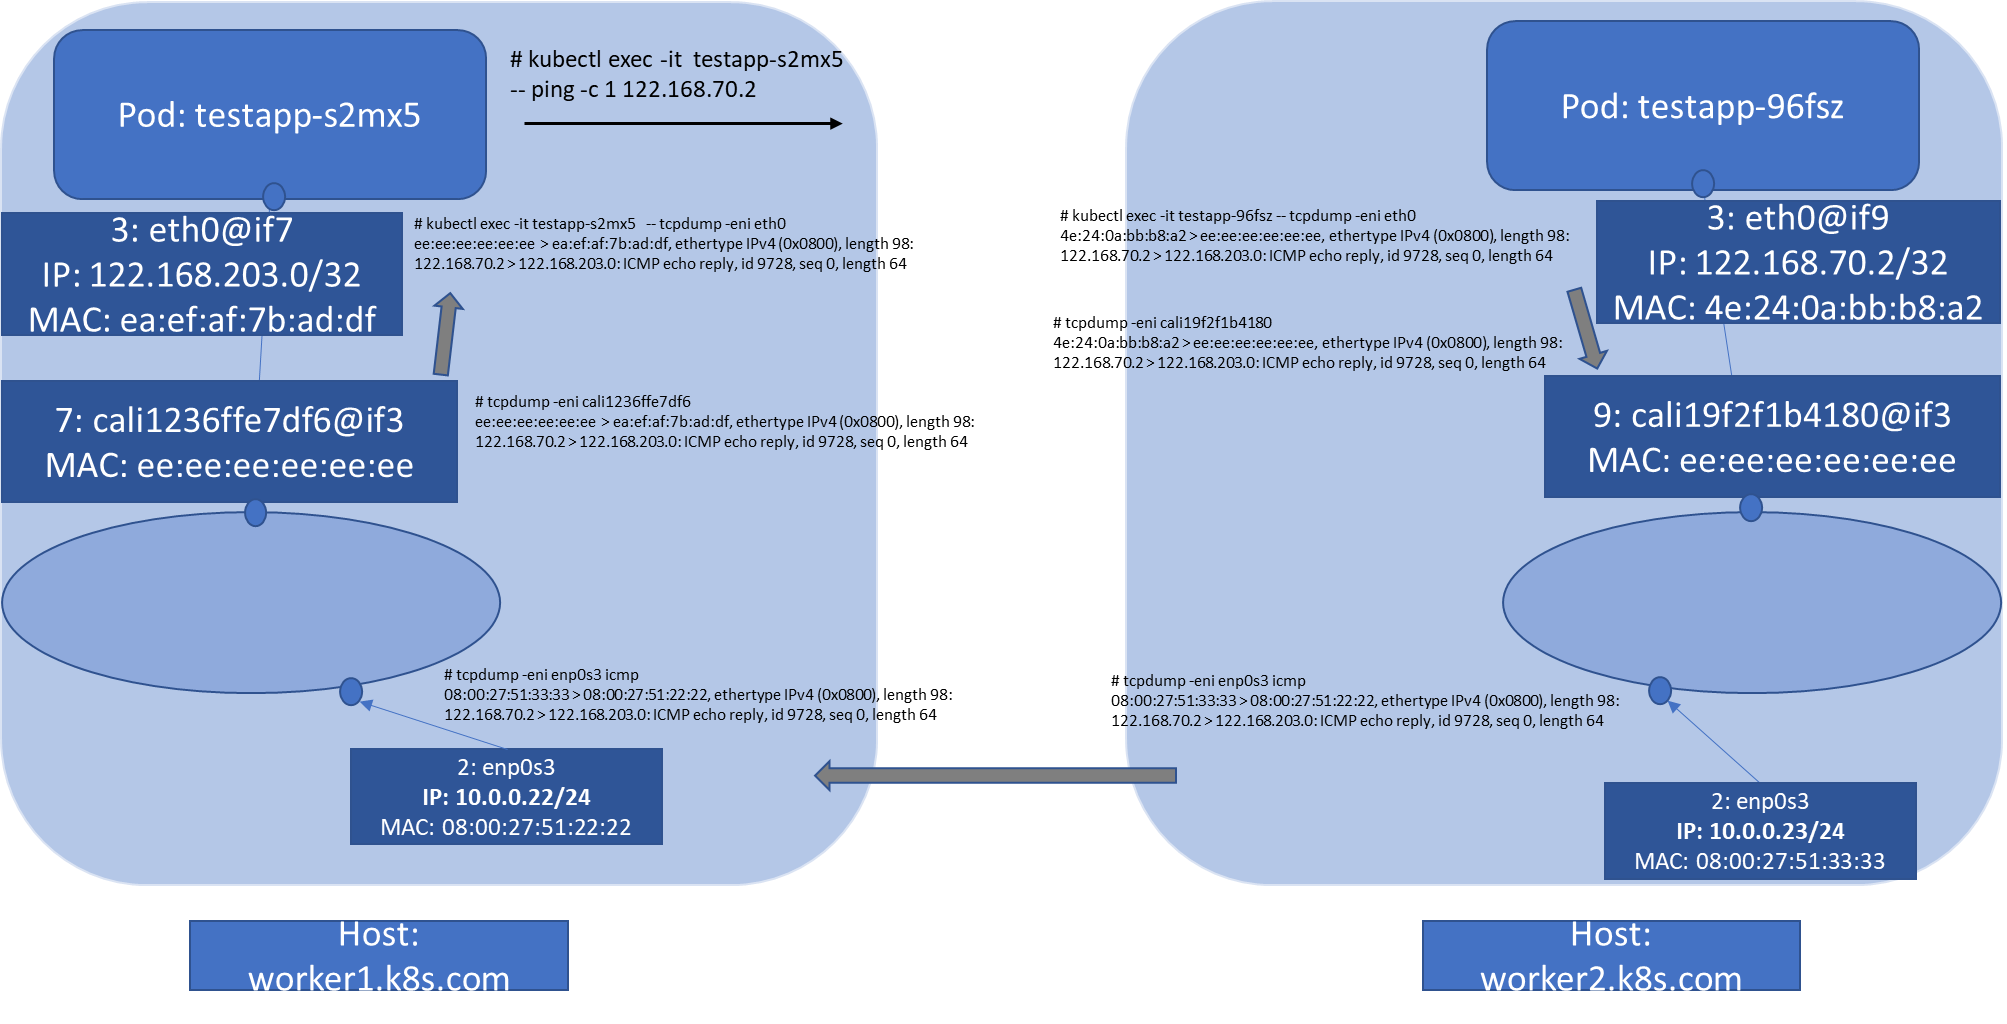 Pod: testapp-s2mx5
# kubectl exec -it  testapp-s2mx5
-- ping -c 1 122.168.70.2
3: eth0@if7
IP: 122.168.203.0/32
MAC: ea:ef:af:7b:ad:df
# kubectl exec -it testapp-s2mx5   -- tcpdump -eni eth0
ee:ee:ee:ee:ee:ee > ea:ef:af:7b:ad:df, ethertype IPv4 (0x0800), length 98:
122.168.70.2 > 122.168.203.0: ICMP echo reply, id 9728, seq 0, length 64
7: cali1236ffe7df6@if3
MAC: ee:ee:ee:ee:ee:ee
# tcpdump -eni cali1236ffe7df6
ee:ee:ee:ee:ee:ee > ea:ef:af:7b:ad:df, ethertype IPv4 (0x0800), length 98:
122.168.70.2 > 122.168.203.0: ICMP echo reply, id 9728, seq 0, length 64
# tcpdump -eni enp0s3 icmp
08:00:27:51:33:33 > 08:00:27:51:22:22, ethertype IPv4 (0x0800), length 98:
122.168.70.2 > 122.168.203.0: ICMP echo reply, id 9728, seq 0, length 64
2: enp0s3
IP: 10.0.0.22/24
MAC: 08:00:27:51:22:22
Host:
worker1.k8s.com
Pod: testapp-96fsz
# kubectl exec -it testapp-96fsz -- tcpdump -eni eth0
4e:24:0a:bb:b8:a2 > ee:ee:ee:ee:ee:ee, ethertype IPv4 (0x0800), length 98:
122.168.70.2 > 122.168.203.0: ICMP echo reply, id 9728, seq 0, length 64
3: eth0@if9
IP: 122.168.70.2/32
MAC: 4e:24:0a:bb:b8:a2
# tcpdump -eni cali19f2f1b4180
4e:24:0a:bb:b8:a2 > ee:ee:ee:ee:ee:ee, ethertype IPv4 (0x0800), length 98:
122.168.70.2 > 122.168.203.0: ICMP echo reply, id 9728, seq 0, length 64
9: cali19f2f1b4180@if3
MAC: ee:ee:ee:ee:ee:ee
# tcpdump -eni enp0s3 icmp
08:00:27:51:33:33 > 08:00:27:51:22:22, ethertype IPv4 (0x0800), length 98:
122.168.70.2 > 122.168.203.0: ICMP echo reply, id 9728, seq 0, length 64
2: enp0s3
IP: 10.0.0.23/24
MAC: 08:00:27:51:33:33
Host:
worker2.k8s.com